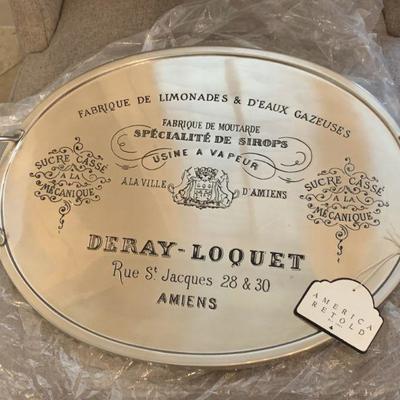 FABRIQUE DE LIMONADES & D'EAUX GAZEUSES
FABRIQUE DE MOUTARDE
SPÉCIALITÉ DE SIROPS
USINE A VAPEUR
A LA VILLE D'AMIENS
SUCRE CASSÉ
A LA
MÉCANIQUE
SUCRE CASSÉ
A LA
MÉCANIQUE
DERAY-LOQUET
Rue St. Jacques 28 & 30
AMIENS
AMERICA
RETOLD